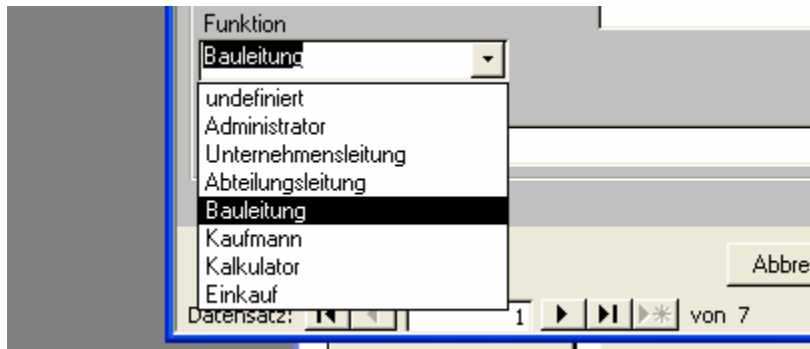 Funktion
Bauleitung
undefiniert
Administrator
Unternehmensleitung
Abteilungsleitung
Bauleitung
Kaufmann
Kalkulator
Einkauf
Abbre
Datensatz: 1 von 7